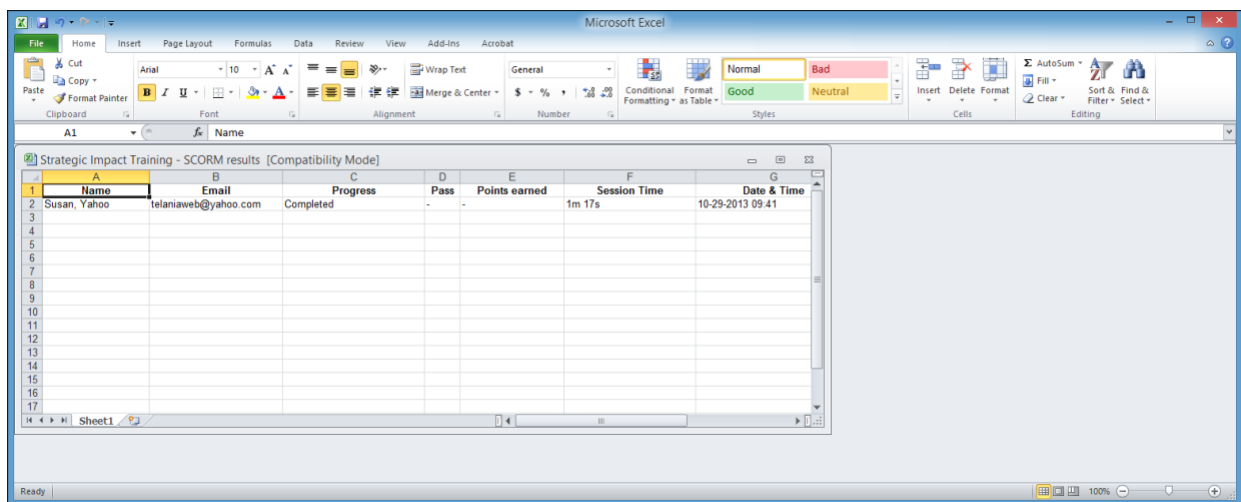 Microsoft Excel
File Home Insert Page Layout Formulas Data Review View Add-Ins Acrobat
Paste
Cut
Copy
Format Painter
Clipboard
Arial 10 A A
B I U A
Font
Wrap Text
Merge & Center
Alignment
General
$ % , .00 .00
Number
Conditional Formatting
Format as Table
Normal Bad
Good Neutral
Styles
Insert Delete Format
Cells
Σ AutoSum
Fill
Clear
Sort & Filter
Find & Select
Editing
A1 fx Name
Strategic Impact Training - SCORM results [Compatibility Mode]
A B C D E F G
1 Name Email Progress Pass Points earned Session Time Date & Time
2 Susan, Yahoo telaniaweb@yahoo.com Completed - - 1m 17s 10-29-2013 09:41
3
4
5
6
7
8
9
10
11
12
13
14
15
16
17
Sheet1
Ready 100%